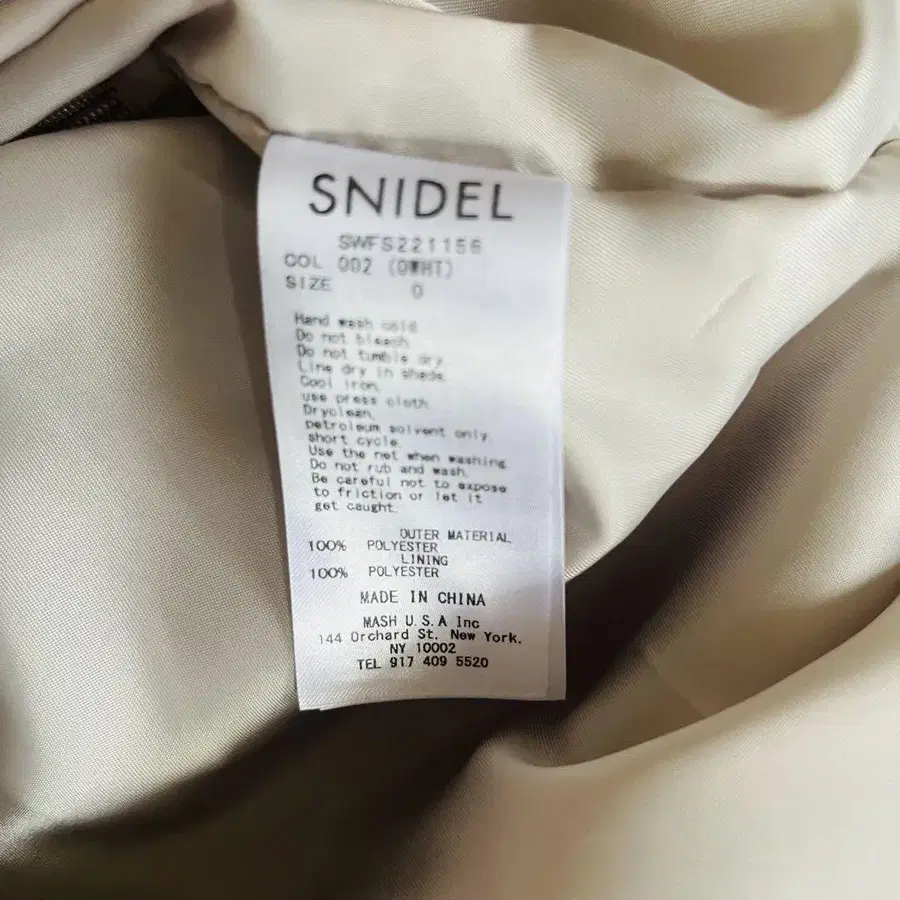 SNIDEL
SWFS221156
COL 002 (OWHT)
SIZE 0
Hand wash cold
Do not bleach
Do not tumble dry
Line dry in shade.
Cool iron,
use press cloth.
Dryclean,
petroleum solvent only,
short cycle.
Use the net when washing.
Do not rub and wash.
Be careful not to expose
to friction or let it
get caught.
OUTER MATERIAL
100% POLYESTER
LINING
100% POLYESTER
MADE IN CHINA
MASH U.S.A Inc
144 Orchard St. New York,
NY 10002
TEL 917 409 5520